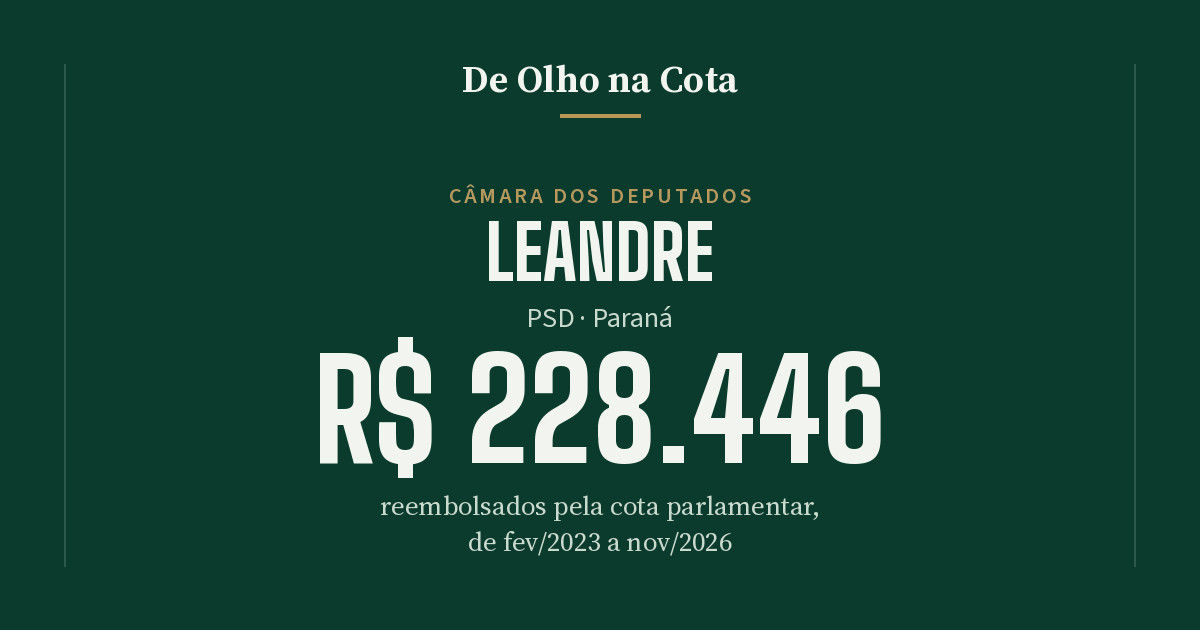 De Olho na Cota
CÂMARA DOS DEPUTADOS
LEANDRE
PSD · Paraná
R$ 228.446
reembolsados pela cota parlamentar,
de fev/2023 a nov/2026